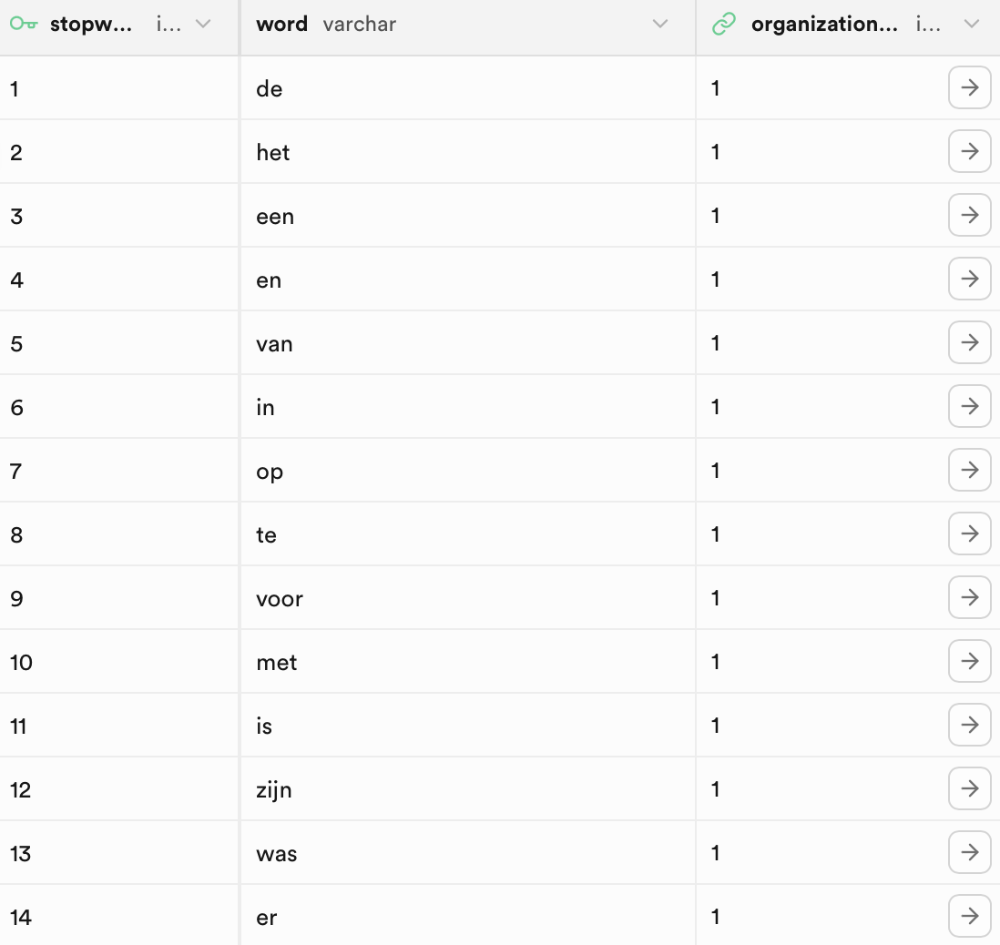 stopw... i... word varchar organization... i...
1 de 1
2 het 1
3 een 1
4 en 1
5 van 1
6 in 1
7 op 1
8 te 1
9 voor 1
10 met 1
11 is 1
12 zijn 1
13 was 1
14 er 1